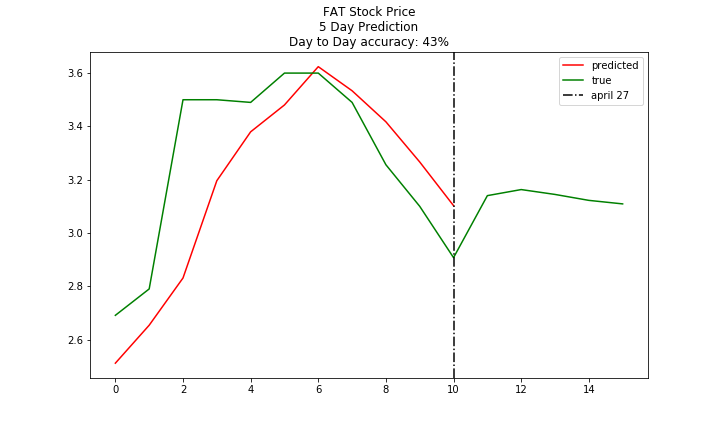 FAT Stock Price
5 Day Prediction
Day to Day accuracy: 43%
predicted
true
april 27
3.6
3.4
3.2
3.0
2.8
2.6
0 2 4 6 8 10 12 14